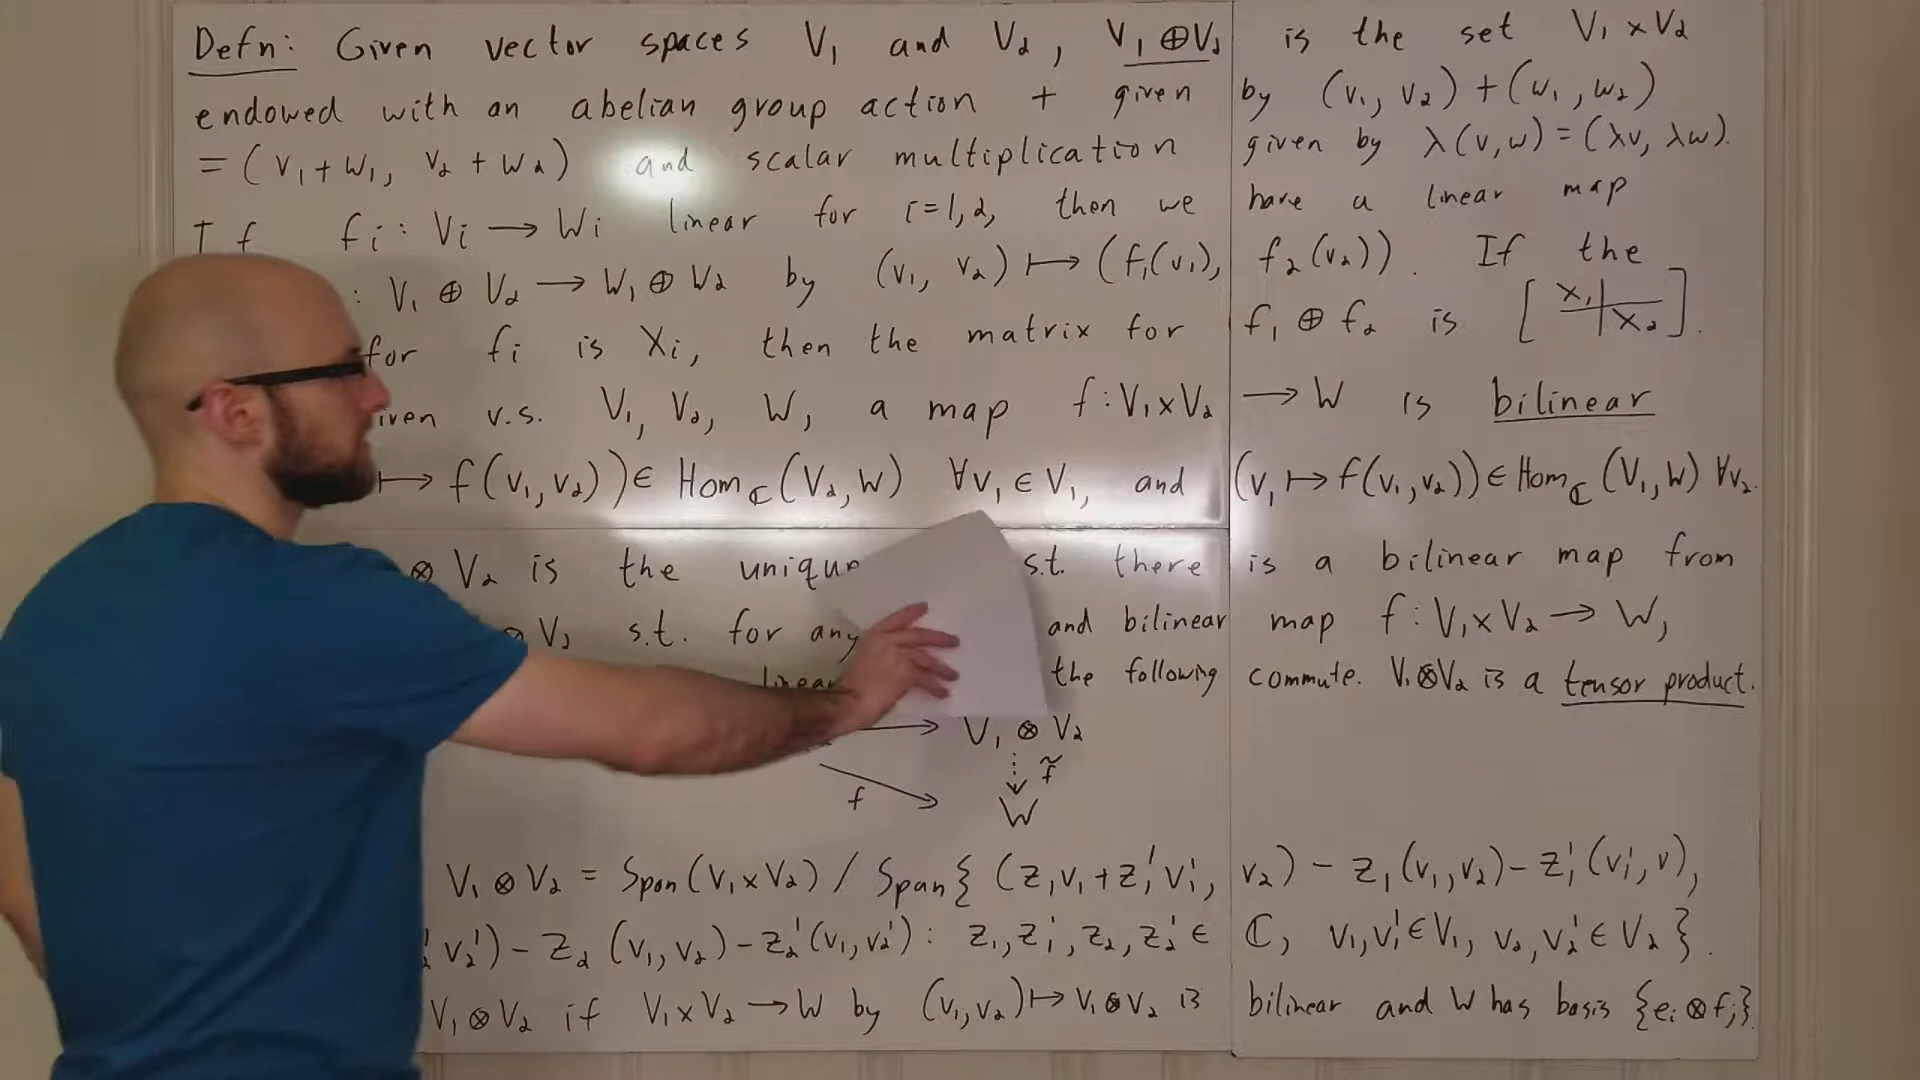 Defn: Given vector spaces V₁ and V₂, V₁ ⊕ V₂ is the set V₁ × V₂
endowed with an abelian group action + given by (v₁, v₂) + (w₁, w₂)
= (v₁ + w₁, v₂ + w₂) and scalar multiplication given by λ(v, w) = (λv, λw).
If fᵢ : Vᵢ → Wᵢ linear for i = 1, 2, then we have a linear map
: V₁ ⊕ V₂ → W₁ ⊕ W₂ by (v₁, v₂) ↦ (f₁(v₁), f₂(v₂)). If the
for fᵢ is Xᵢ, then the matrix for f₁ ⊕ f₂ is [X₁ | X₂].
iven v.s. V₁, V₂, W, a map f : V₁ × V₂ → W is bilinear
↦ f(v₁, v₂)) ∈ Hom_ℂ(V₂, W) ∀v₁ ∈ V₁, and (v₁ ↦ f(v₁, v₂)) ∈ Hom_ℂ(V₁, W) ∀v₂.
⊗ V₂ is the unique s.t. there is a bilinear map from
⊗ V₂ s.t. for any and bilinear map f : V₁ × V₂ → W,
linear the following commute. V₁ ⊗ V₂ is a tensor product.
→ V₁ ⊗ V₂
f̃
f
W
V₁ ⊗ V₂ = Span(V₁ × V₂) / Span{ (z₁v₁ + z₁'v₁', v₂) − z₁(v₁, v₂) − z₁'(v₁', v),
v₂') − z₂(v₁, v₂) − z₂'(v₁, v₂') : z₁, z₁', z₂, z₂' ∈ ℂ, v₁, v₁' ∈ V₁, v₂, v₂' ∈ V₂ }.
V₁ ⊗ V₂ if V₁ × V₂ → W by (v₁, v₂) ↦ v₁ ⊗ v₂ is bilinear and W has basis {eᵢ ⊗ fⱼ}